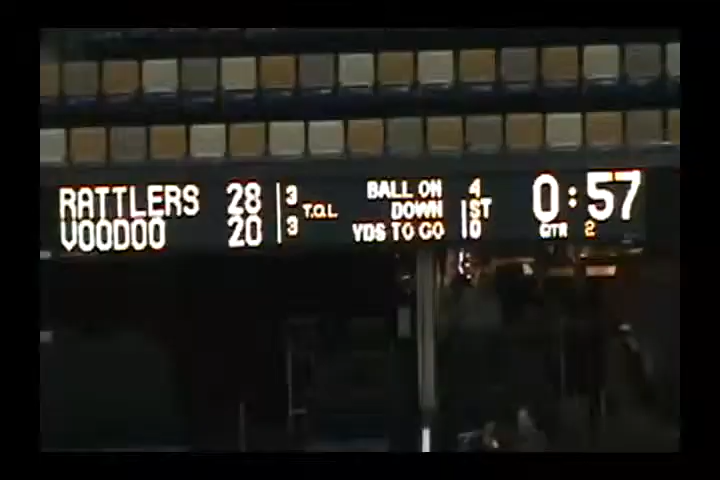 RATTLERS 28 3 T.O.L BALL ON 4 0:57
VOODOO 20 3 DOWN 1ST QTR 2
YDS TO GO 10